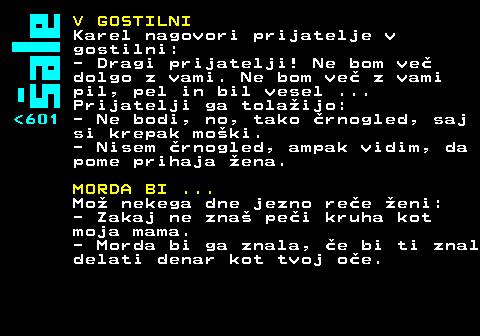 šale
<601
V GOSTILNI
Karel nagovori prijatelje v
gostilni:
- Dragi prijatelji! Ne bom več
dolgo z vami. Ne bom več z vami
pil, pel in bil vesel ...
Prijatelji ga tolažijo:
- Ne bodi, no, tako črnogled, saj
si krepak moški.
- Nisem črnogled, ampak vidim, da
pome prihaja žena.
MORDA BI ...
Mož nekega dne jezno reče ženi:
- Zakaj ne znaš peči kruha kot
moja mama.
- Morda bi ga znala, če bi ti znal
delati denar kot tvoj oče.